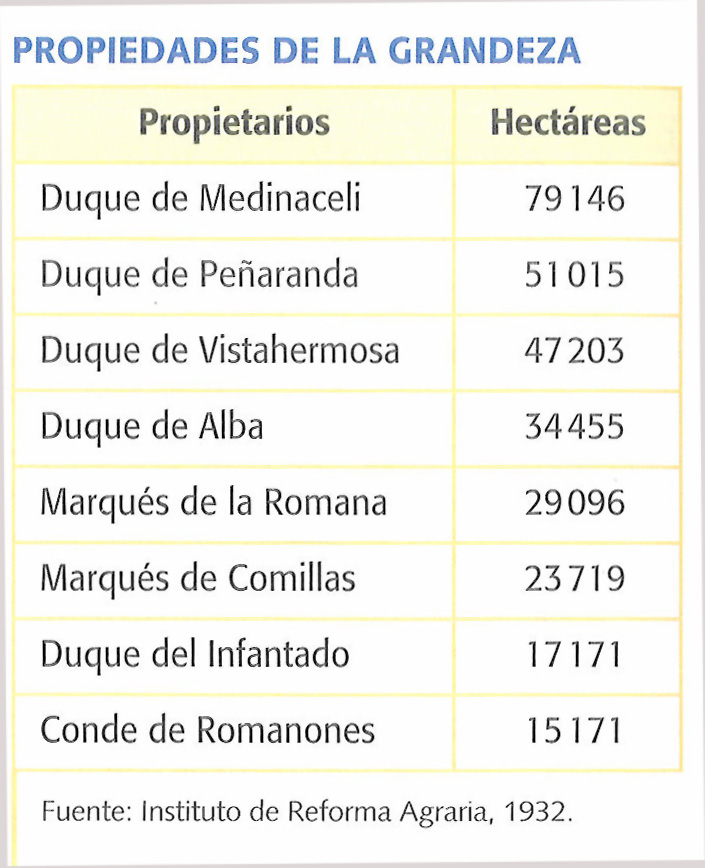 PROPIEDADES DE LA GRANDEZA
Propietarios Hectáreas
Duque de Medinaceli 79 146
Duque de Peñaranda 51 015
Duque de Vistahermosa 47 203
Duque de Alba 34 455
Marqués de la Romana 29 096
Marqués de Comillas 23 719
Duque del Infantado 17 171
Conde de Romanones 15 171
Fuente: Instituto de Reforma Agraria, 1932.